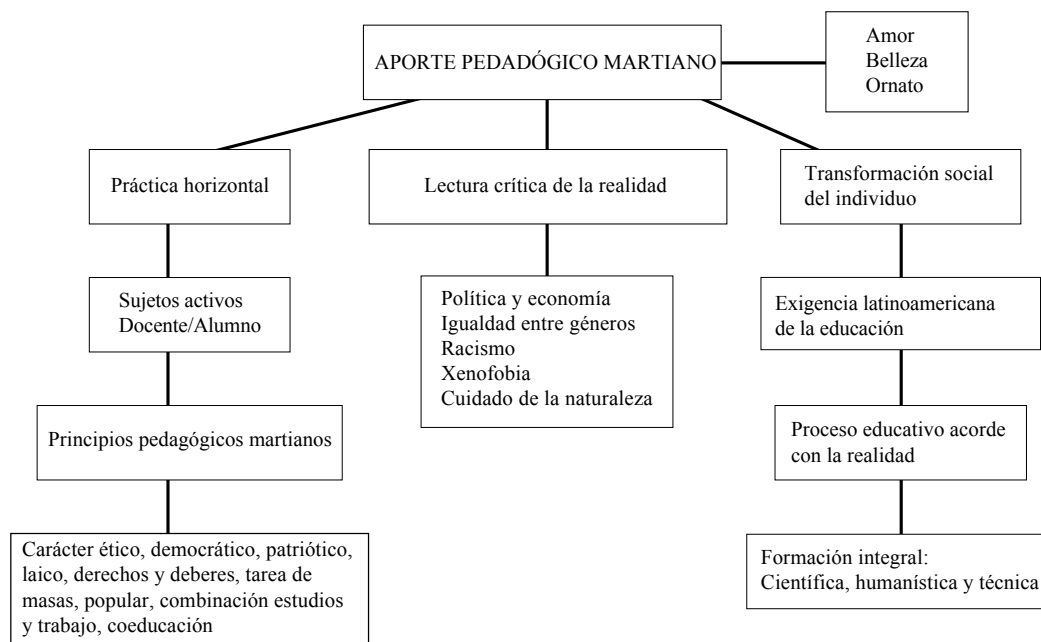 APORTE PEDADÓGICO MARTIANO
Amor
Belleza
Ornato
Práctica horizontal
Lectura crítica de la realidad
Transformación social
del individuo
Sujetos activos
Docente/Alumno
Política y economía
Igualdad entre géneros
Racismo
Xenofobia
Cuidado de la naturaleza
Exigencia latinoamericana
de la educación
Principios pedagógicos martianos
Proceso educativo acorde
con la realidad
Carácter ético, democrático, patriótico,
laico, derechos y deberes, tarea de
masas, popular, combinación estudios
y trabajo, coeducación
Formación integral:
Científica, humanística y técnica